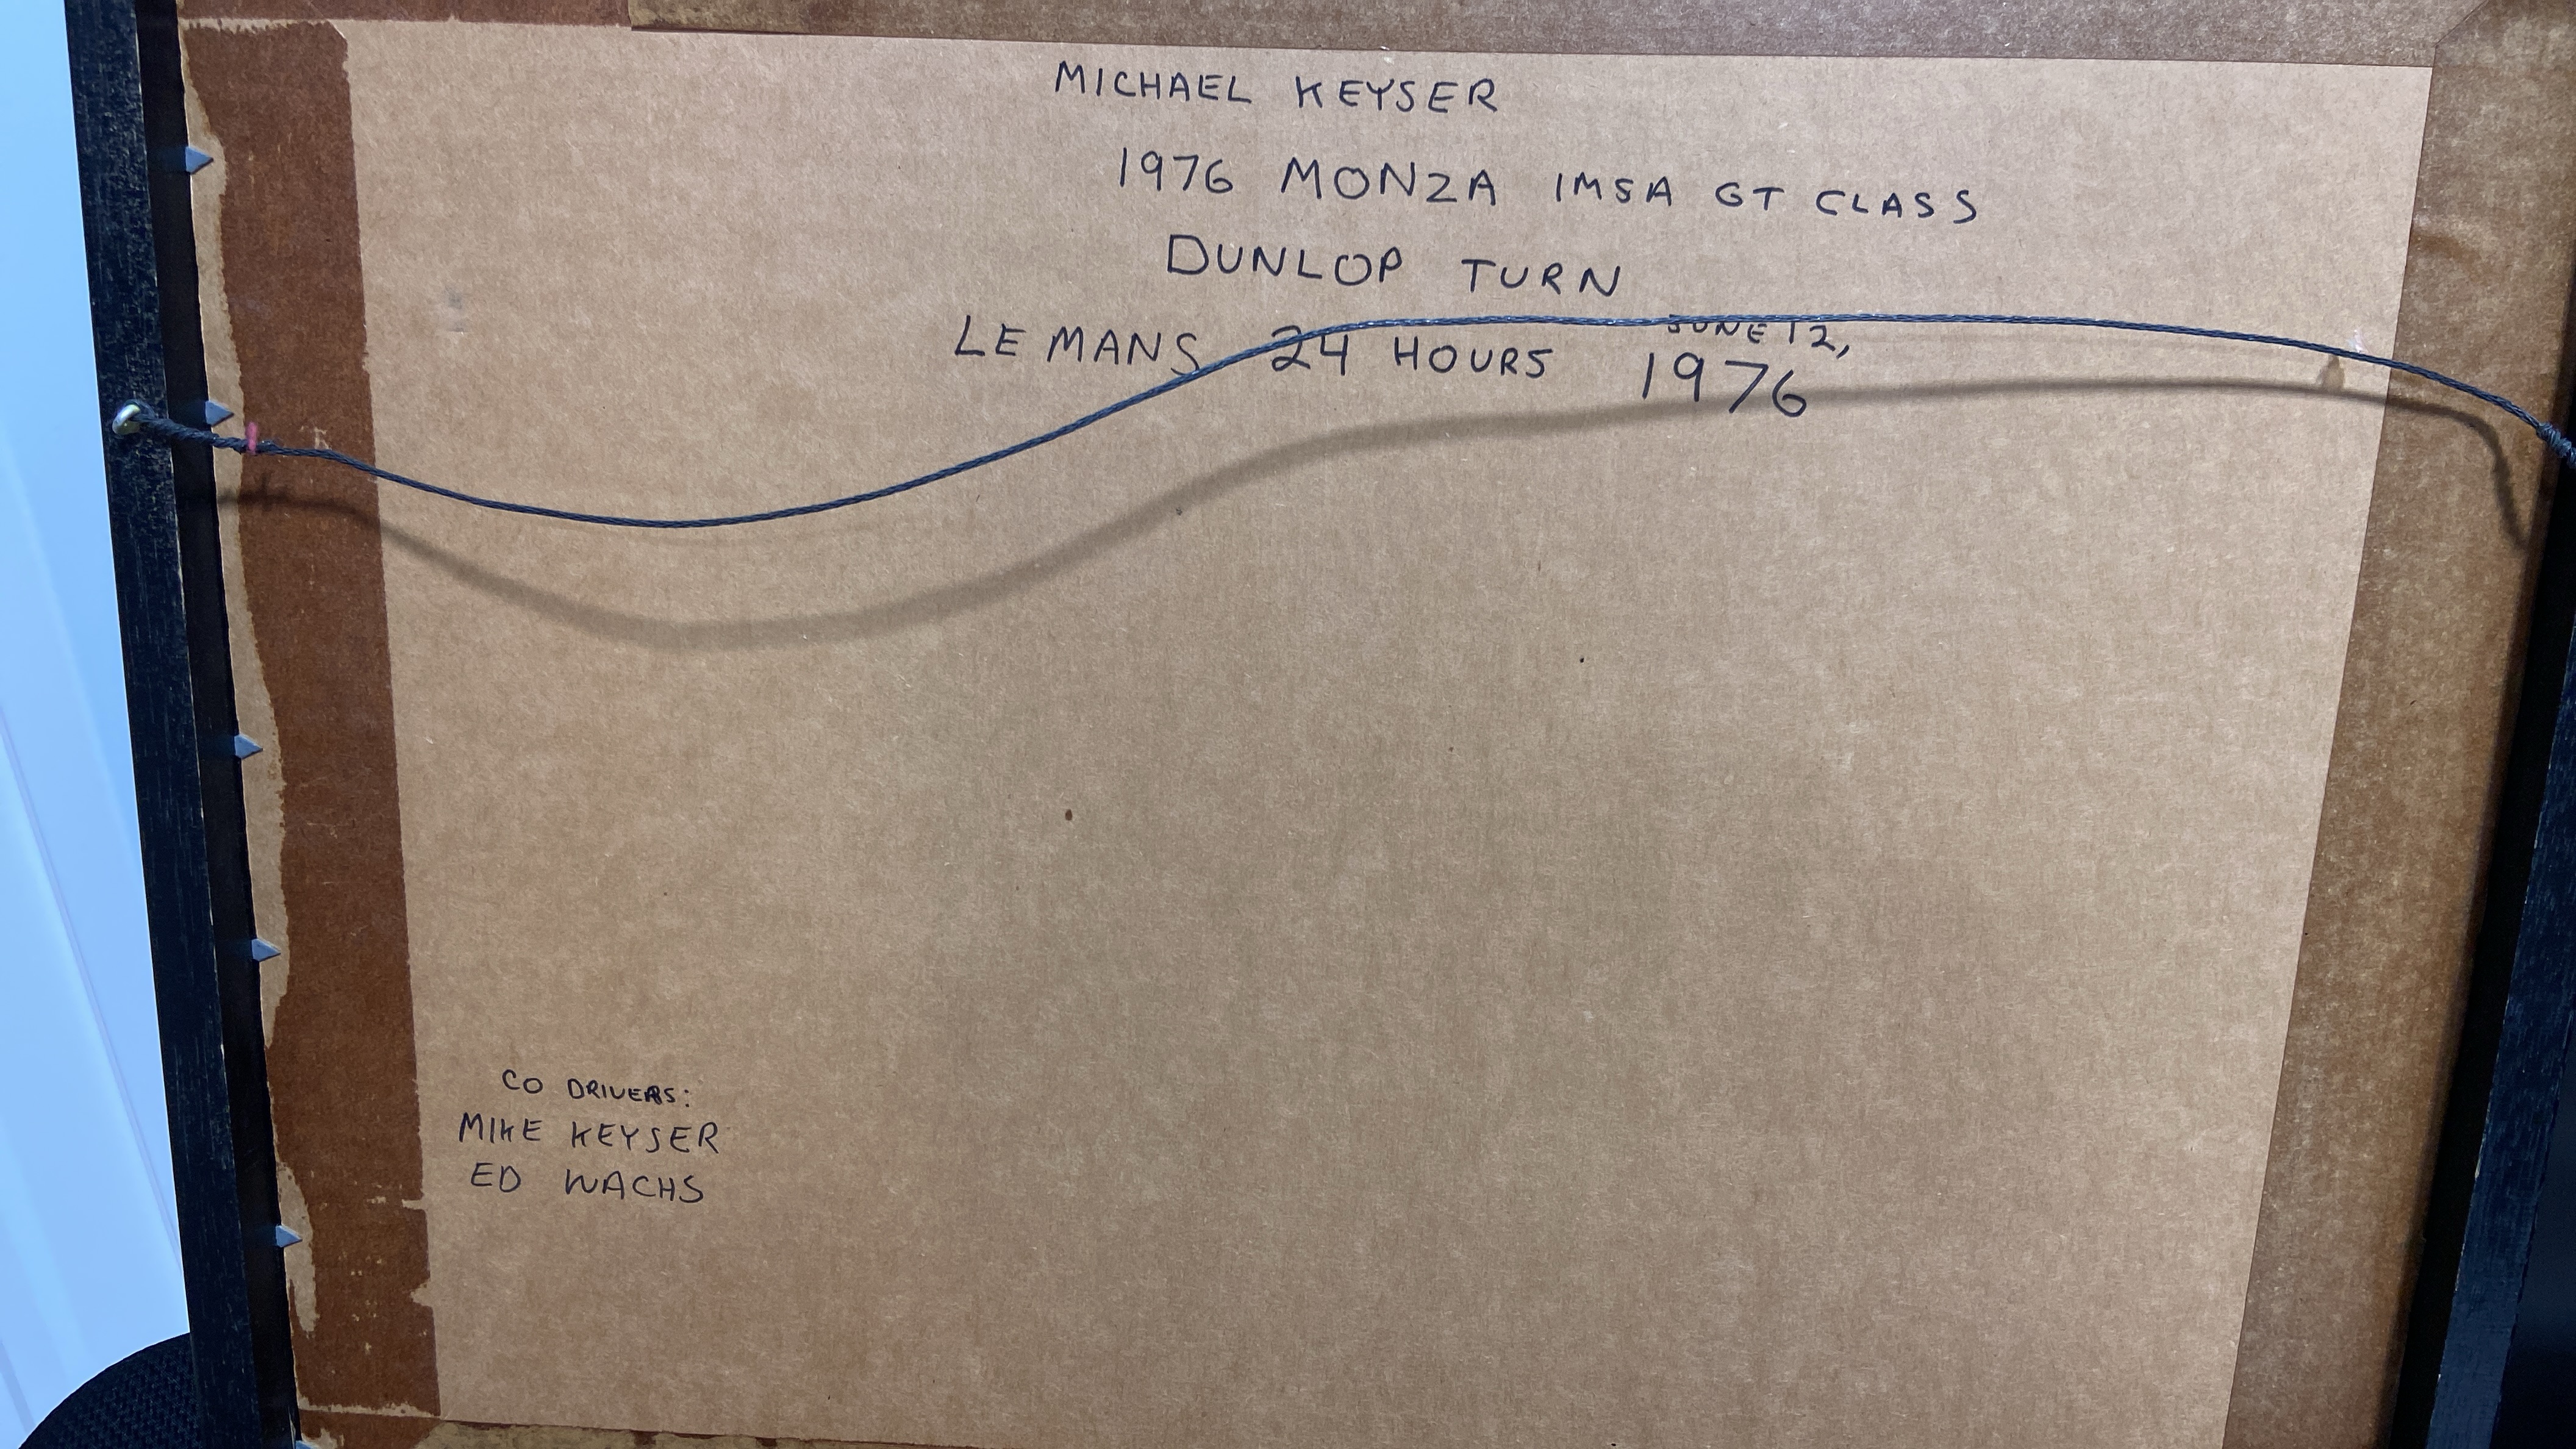 MICHAEL KEYSER
1976 MONZA IMSA GT CLASS
DUNLOP TURN
LE MANS 24 HOURS JUNE 12, 1976
CO DRIVERS:
MIKE KEYSER
ED WACHS